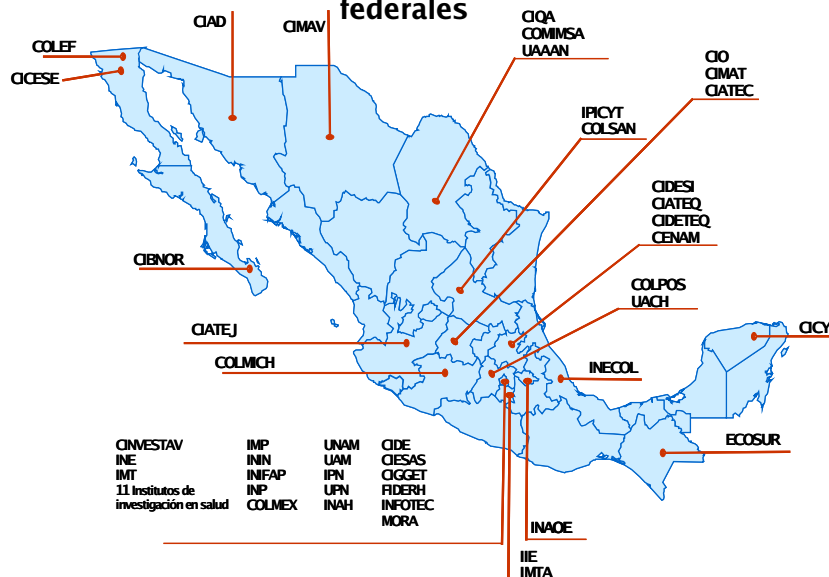 federales
CIAD
CIMAV
CIQA
COMIMSA
UAAAN
COLEF
CICESE
CIO
CIMAT
CIATEC
IPICYT
COLSAN
CIDESI
CIATEQ
CIDETEQ
CENAM
CIBNOR
COLPOS
UACH
CIATEJ
CICY
COLMICH
INECOL
ECOSUR
CINVESTAV IMP UNAM CIDE
INE ININ UAM CIESAS
IMT INIFAP IPN CIGGET
11 Institutos de INP UPN FIDERH
investigación en salud COLMEX INAH INFOTEC
MORA
INAOE
IIE
IMTA